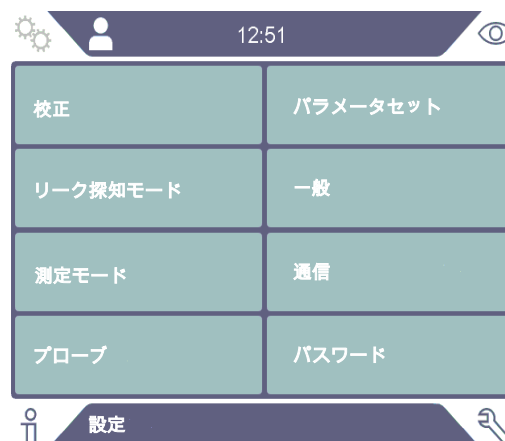 12:51
校正
パラメータセット
リーク探知モード
一般
測定モード
通信
プローブ
パスワード
設定